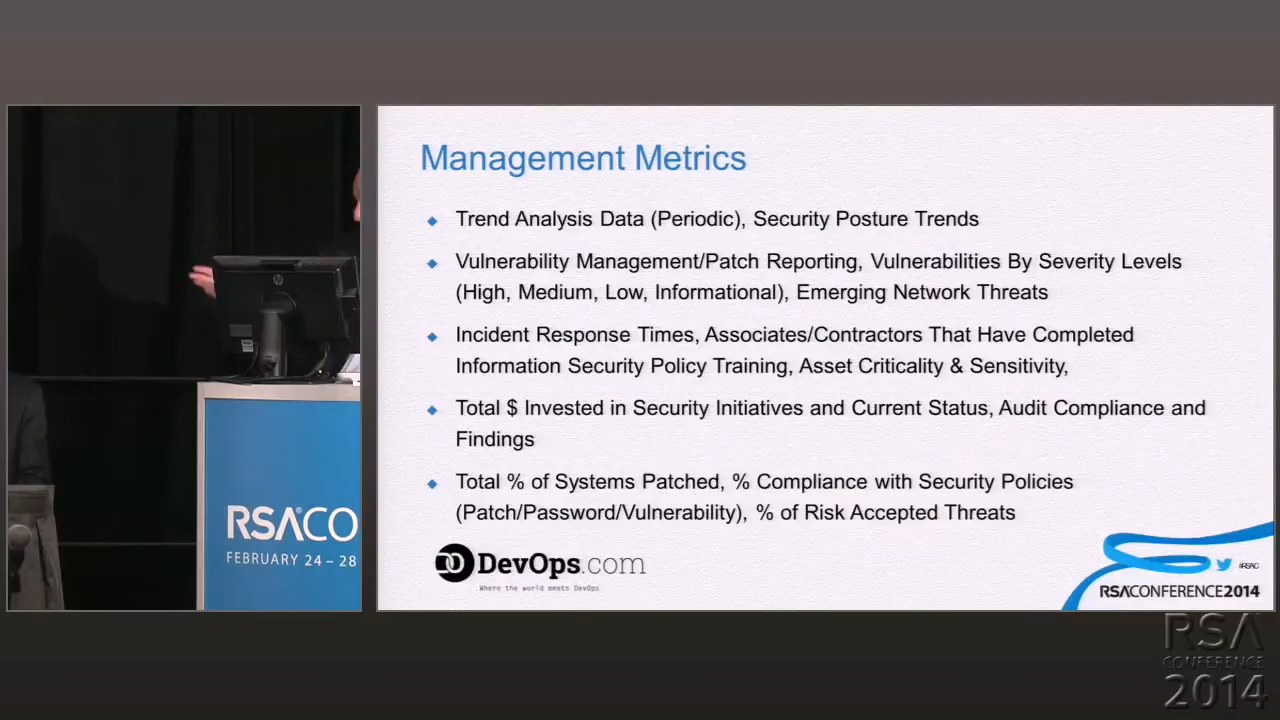 Management Metrics
Trend Analysis Data (Periodic), Security Posture Trends
Vulnerability Management/Patch Reporting, Vulnerabilities By Severity Levels
(High, Medium, Low, Informational), Emerging Network Threats
Incident Response Times, Associates/Contractors That Have Completed
Information Security Policy Training, Asset Criticality & Sensitivity,
Total $ Invested in Security Initiatives and Current Status, Audit Compliance and
Findings
Total % of Systems Patched, % Compliance with Security Policies
(Patch/Password/Vulnerability), % of Risk Accepted Threats
DevOps.com
Where the world meets DevOps
#RSAC
RSACONFERENCE2014
RSACO
FEBRUARY 24 – 28
RSA
CONFERENCE
2014